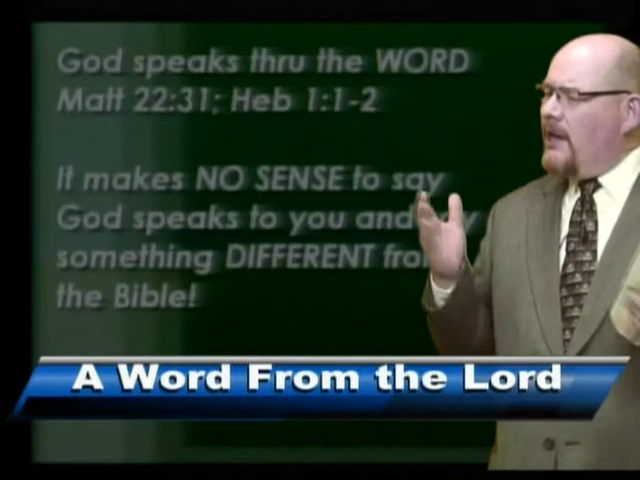 God speaks thru the WORD
Matt 22:31; Heb 1:1-2
It makes NO SENSE to say
God speaks to you and
something DIFFERENT
the Bible!
A Word From the Lord